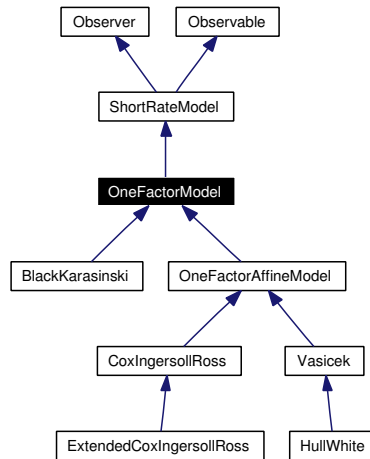 Observer
Observable
ShortRateModel
OneFactorModel
BlackKarasinski
OneFactorAffineModel
CoxIngersollRoss
Vasicek
ExtendedCoxIngersollRoss
HullWhite